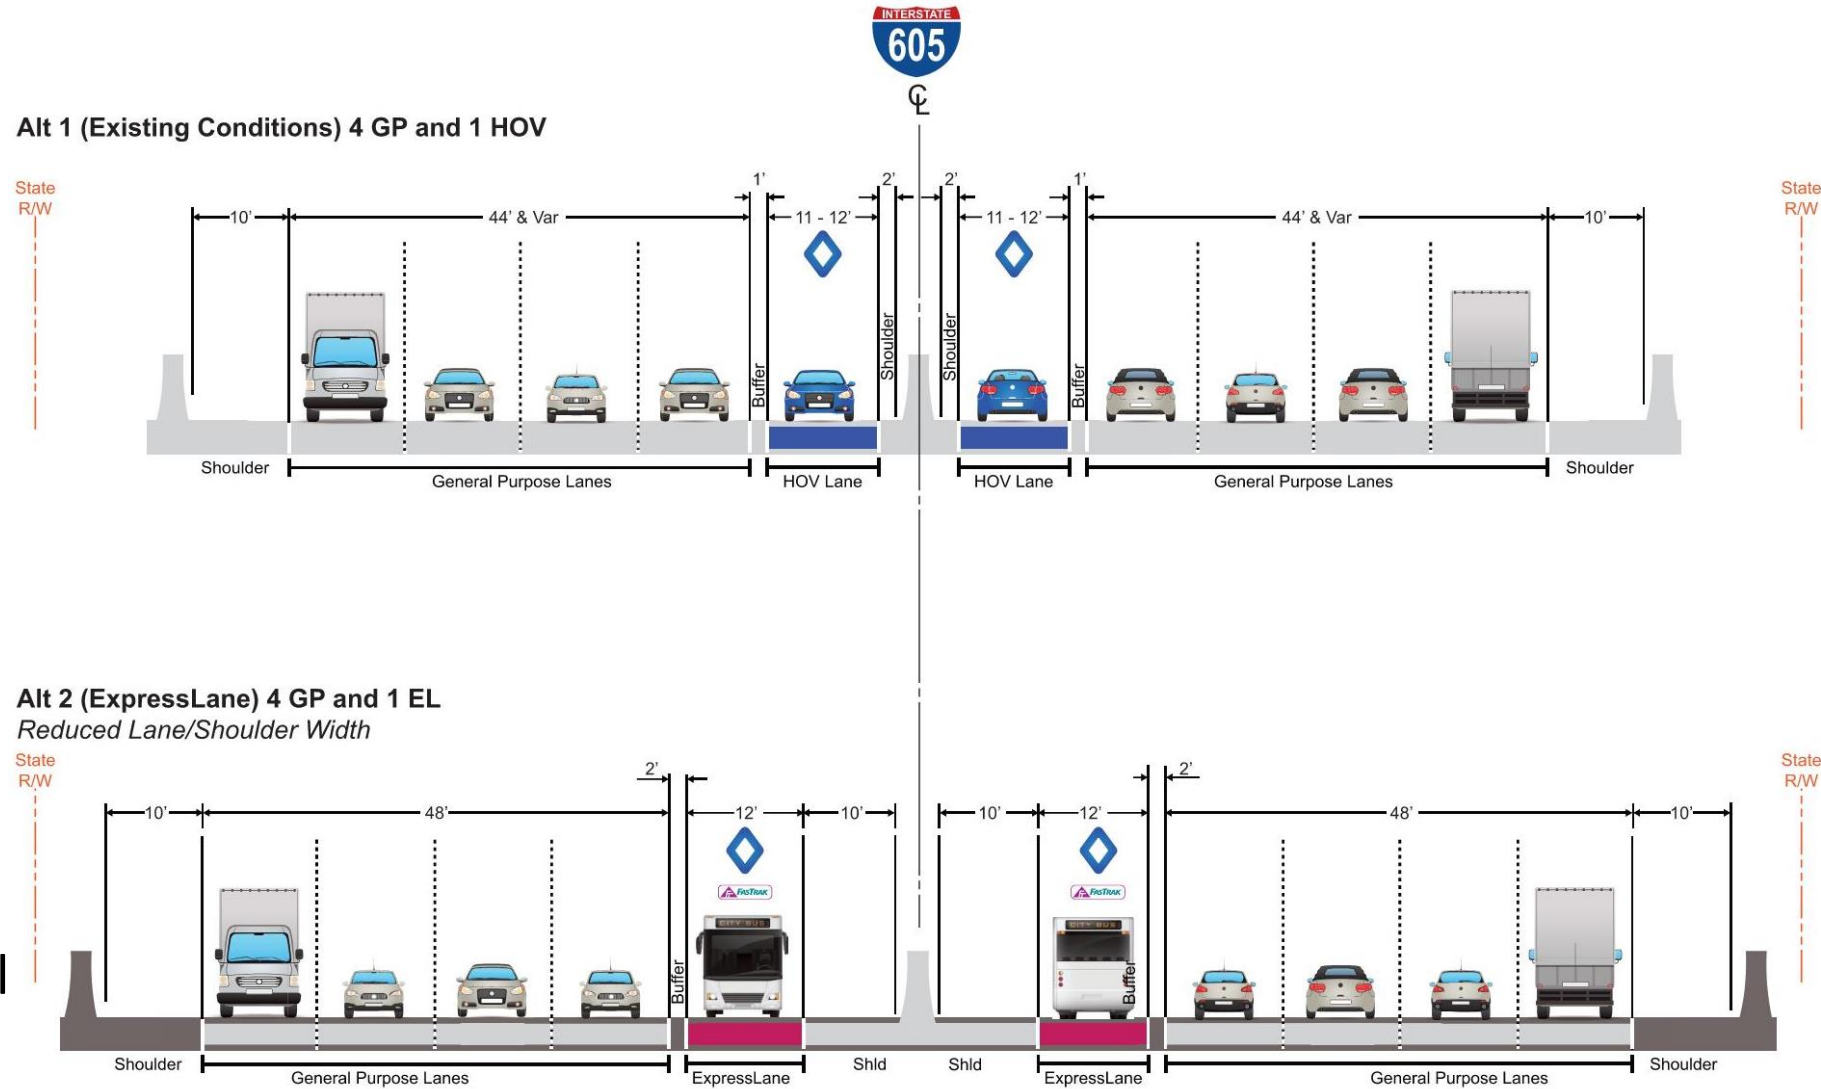 INTERSTATE
605
CL
Alt 1 (Existing Conditions) 4 GP and 1 HOV
State
R/W
State
R/W
1’ 2’ 2’ 1’
10’ 44’ & Var 11 - 12’ 11 - 12’ 44’ & Var 10’
Buffer
Shoulder
Shoulder
Buffer
Shoulder General Purpose Lanes HOV Lane HOV Lane General Purpose Lanes Shoulder
Alt 2 (ExpressLane) 4 GP and 1 EL
Reduced Lane/Shoulder Width
State
R/W
State
R/W
2’ 2’
10’ 48’ 12’ 10’ 10’ 12’ 48’ 10’
FASTRAK FASTRAK
CITY BUS CITY BUS
Buffer
Buffer
Shoulder General Purpose Lanes ExpressLane Shld Shld ExpressLane General Purpose Lanes Shoulder